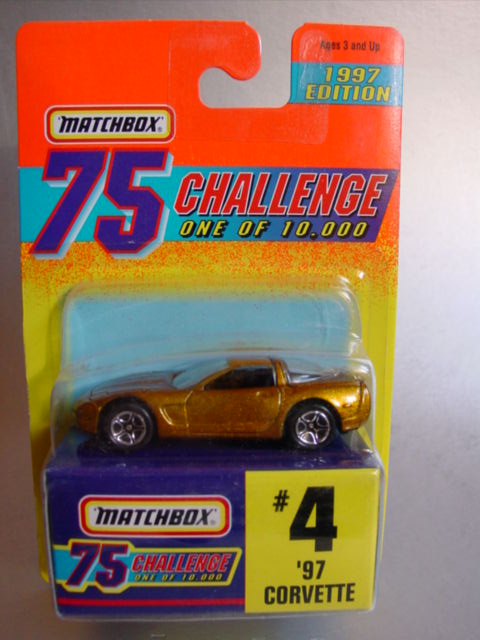 Ages 3 and Up
1997
EDITION
MATCHBOX
75 CHALLENGE
ONE OF 10,000
MATCHBOX
75 CHALLENGE
ONE OF 10,000
#4
'97
CORVETTE